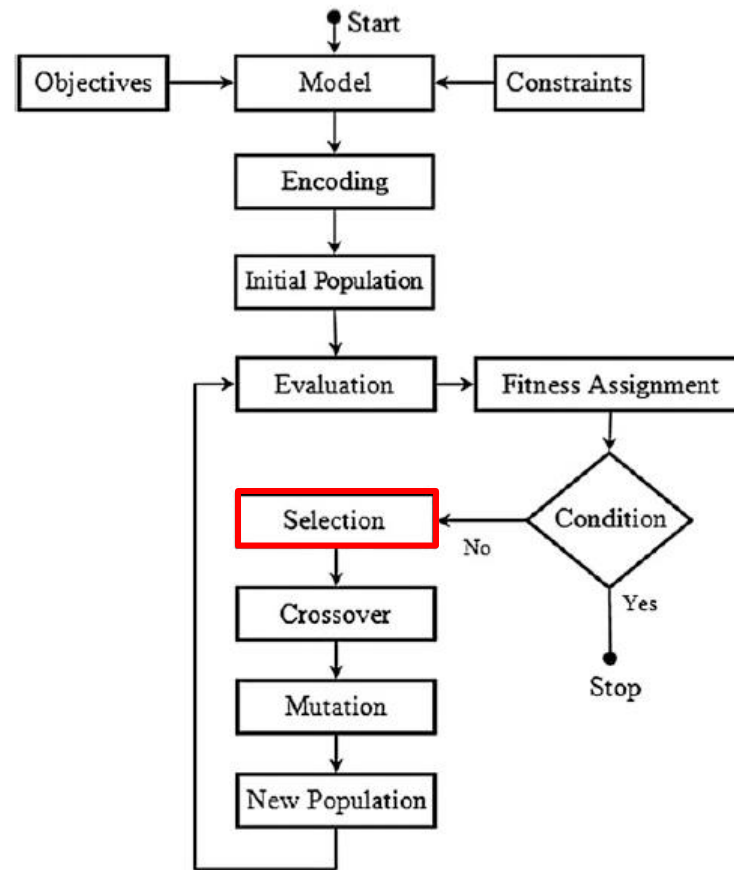 Start
Objectives
Model
Constraints
Encoding
Initial Population
Evaluation
Fitness Assignment
Selection
Condition
No
Crossover
Yes
Mutation
Stop
New Population